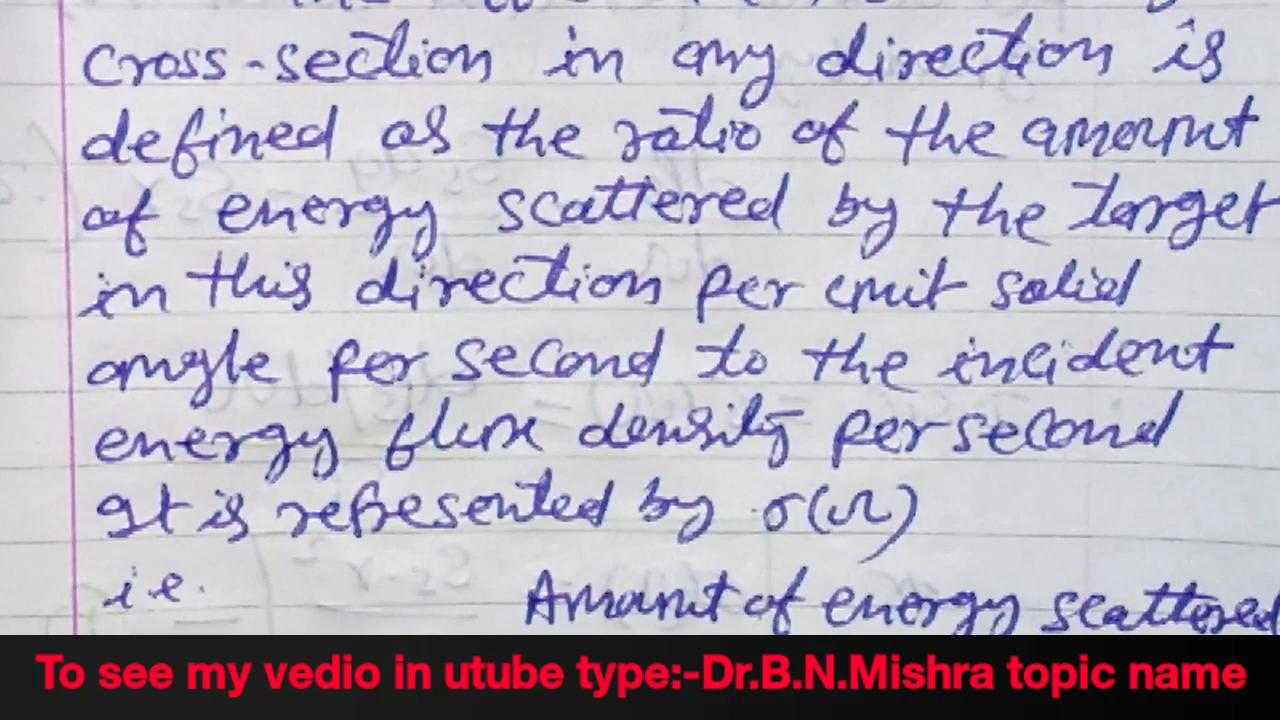 cross-section in any direction is
defined as the ratio of the amount
of energy scattered by the target
in this direction per unit solid
angle per second to the incident
energy flux density per second
It is represented by σ(Ω)
i.e. Amount of energy scattered
To see my vedio in utube type:-Dr.B.N.Mishra topic name